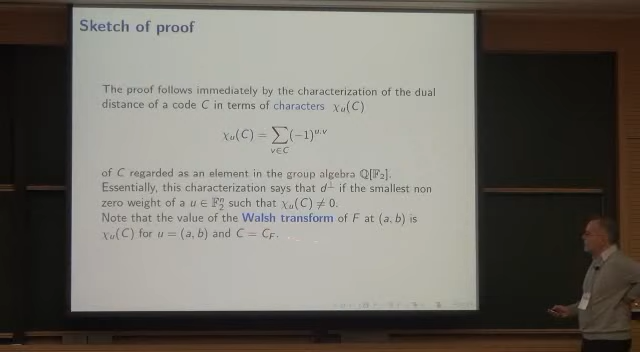 Sketch of proof
The proof follows immediately by the characterization of the dual
distance of a code C in terms of characters χᵤ(C)
χᵤ(C) = ∑(−1)ᵘ·ᵛ
v∈C
of C regarded as an element in the group algebra ℚ[𝔽₂].
Essentially, this characterization says that d⊥ if the smallest non
zero weight of a u ∈ 𝔽₂ⁿ such that χᵤ(C) ≠ 0.
Note that the value of the Walsh transform of F at (a, b) is
χᵤ(C) for u = (a, b) and C = C_F.